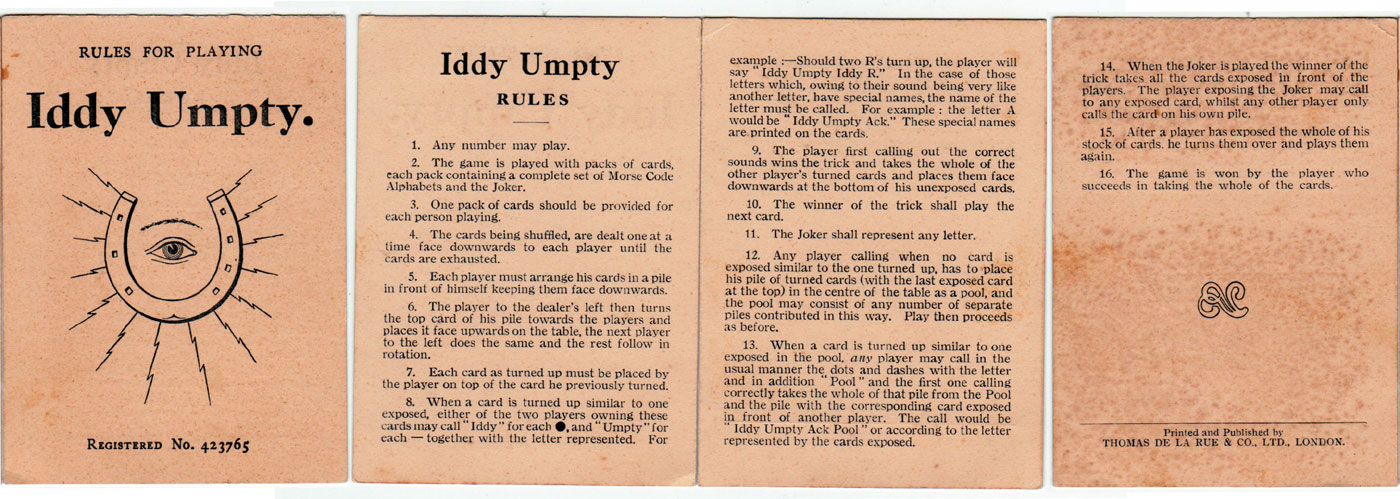 RULES FOR PLAYING
Iddy Umpty.
REGISTERED No. 423765
Iddy Umpty
RULES
1. Any number may play.
2. The game is played with packs of cards,
each pack containing a complete set of Morse Code
Alphabets and the Joker.
3. One pack of cards should be provided for
each person playing.
4. The cards being shuffled, are dealt one at a
time face downwards to each player until the
cards are exhausted.
5. Each player must arrange his cards in a pile
in front of himself keeping them face downwards.
6. The player to the dealer's left then turns
the top card of his pile towards the players and
places it face upwards on the table, the next player
to the left does the same and the rest follow in
rotation.
7. Each card as turned up must be placed by
the player on top of the card he previously turned.
8. When a card is turned up similar to one
exposed, either of the two players owning these
cards may call "Iddy" for each ●, and "Umpty" for
each — together with the letter represented. For
example :—Should two R's turn up, the player will
say "Iddy Umpty Iddy R." In the case of those
letters which, owing to their sound being very like
another letter, have special names, the name of the
letter must be called. For example : the letter A
would be "Iddy Umpty Ack." These special names
are printed on the cards.
9. The player first calling out the correct
sounds wins the trick and takes the whole of the
other player's turned cards and places them face
downwards at the bottom of his unexposed cards.
10. The winner of the trick shall play the
next card.
11. The Joker shall represent any letter.
12. Any player calling when no card is
exposed similar to the one turned up, has to place
his pile of turned cards (with the last exposed card
at the top) in the centre of the table as a pool, and
the pool may consist of any number of separate
piles contributed in this way. Play then proceeds
as before.
13. When a card is turned up similar to one
exposed in the pool, any player may call in the
usual manner the dots and dashes with the letter
and in addition "Pool" and the first one calling
correctly takes the whole of that pile from the Pool
and the pile with the corresponding card exposed
in front of another player. The call would be
"Iddy Umpty Ack Pool" or according to the letter
represented by the cards exposed.
14. When the Joker is played the winner of the
trick takes all the cards exposed in front of the
players. The player exposing the Joker may call
to any exposed card, whilst any other player only
calls the card on his own pile.
15. After a player has exposed the whole of his
stock of cards, he turns them over and plays them
again.
16. The game is won by the player who
succeeds in taking the whole of the cards.
Printed and Published by
THOMAS DE LA RUE & CO., LTD., LONDON.